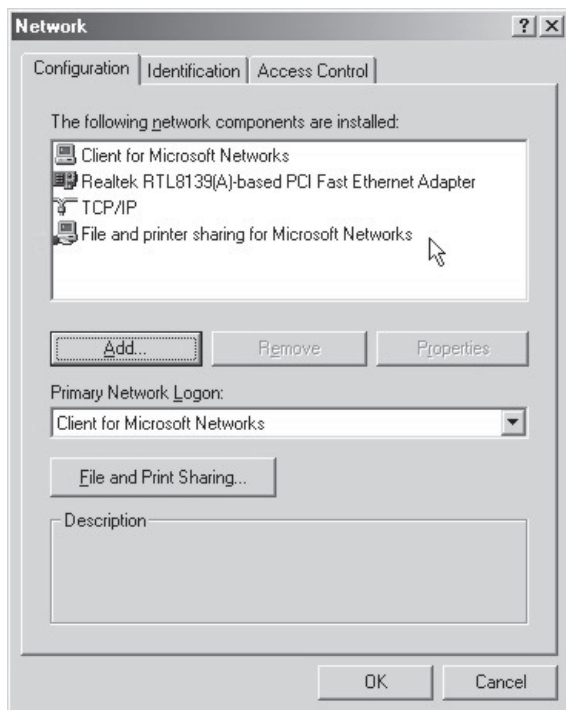 Network
Configuration Identification Access Control
The following network components are installed:
Client for Microsoft Networks
Realtek RTL8139(A)-based PCI Fast Ethernet Adapter
TCP/IP
File and printer sharing for Microsoft Networks
Add... Remove Properties
Primary Network Logon:
Client for Microsoft Networks
File and Print Sharing...
Description
OK Cancel